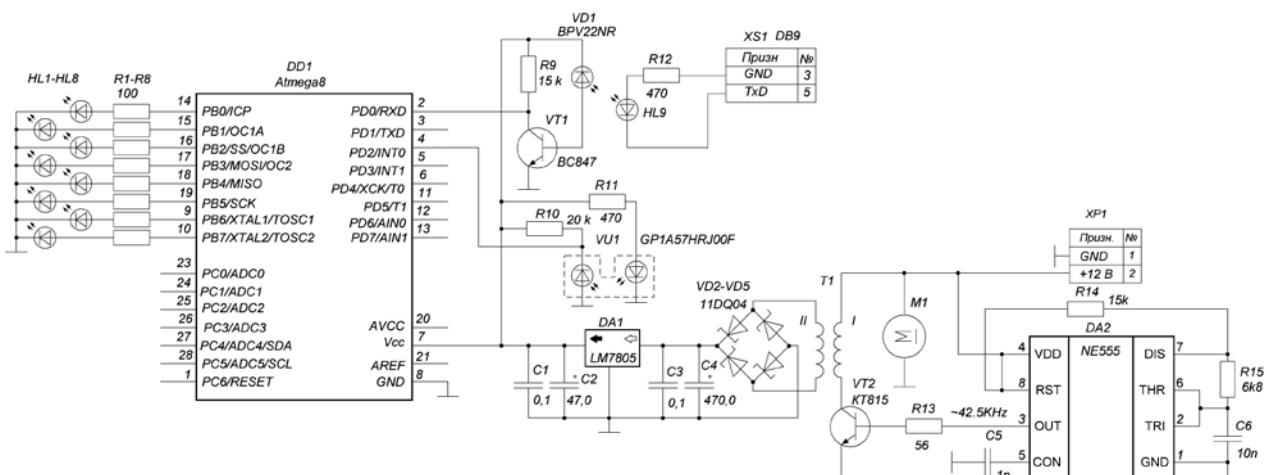 HL1-HL8
R1-R8
100
DD1
Atmega8
14 PB0/ICP
15 PB1/OC1A
16 PB2/SS/OC1B
17 PB3/MOSI/OC2
18 PB4/MISO
19 PB5/SCK
9 PB6/XTAL1/TOSC1
10 PB7/XTAL2/TOSC2
23 PC0/ADC0
24 PC1/ADC1
25 PC2/ADC2
26 PC3/ADC3
27 PC4/ADC4/SDA
28 PC5/ADC5/SCL
1 PC6/RESET
PD0/RXD 2
PD1/TXD 3
PD2/INT0 4
PD3/INT1 5
PD4/XCK/T0 6
PD5/T1 11
PD6/AIN0 12
PD7/AIN1 13
AVCC 20
Vcc 7
AREF 21
GND 8
VD1
BPV22NR
R9
15 k
VT1
BC847
R12
470
HL9
XS1 DB9
Призн №
GND 3
TxD 5
R11
470
R10
20 k
VU1
GP1A57HRJ00F
DA1
LM7805
C1
0,1
+
C2
47,0
C3
0,1
C4
+
470,0
VD2-VD5
11DQ04
T1
II
I
M1
M
VT2
КТ815
R13
56
~42.5KHz
C5
1n
XP1
Призн. №
GND 1
+12 В 2
R14
15k
DA2
NE555
4 VDD
8 RST
3 OUT
5 CON
DIS 7
THR 6
TRI 2
GND 1
R15
6k8
C6
10n